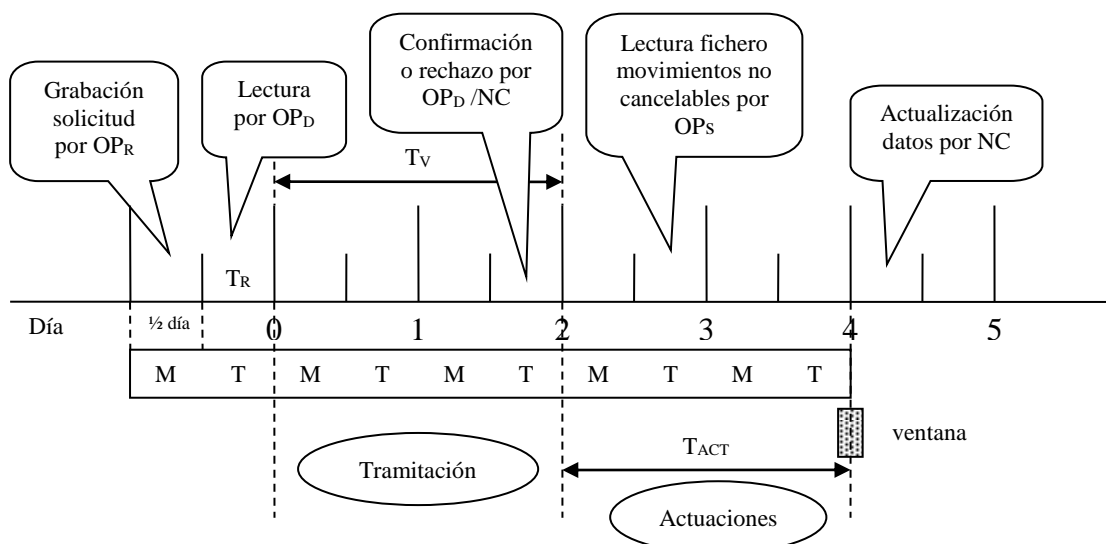 Grabación
solicitud
por OPR
Lectura
por OPD
Confirmación
o rechazo por
OPD /NC
Lectura fichero
movimientos no
cancelables por
OPS
Actualización
datos por NC
TV
TR
Día
½ día
0 1 2 3 4 5
M T M T M T M T M T
ventana
TACT
Tramitación
Actuaciones